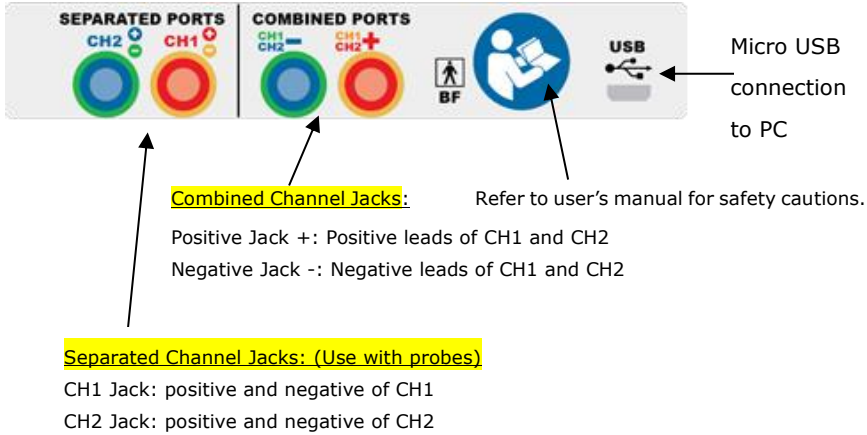 SEPARATED PORTS
CH2
CH1
COMBINED PORTS
CH1
CH2 -
CH1
CH2 +
BF
USB
Micro USB
connection
to PC
Combined Channel Jacks:
Refer to user’s manual for safety cautions.
Positive Jack +: Positive leads of CH1 and CH2
Negative Jack -: Negative leads of CH1 and CH2
Separated Channel Jacks: (Use with probes)
CH1 Jack: positive and negative of CH1
CH2 Jack: positive and negative of CH2